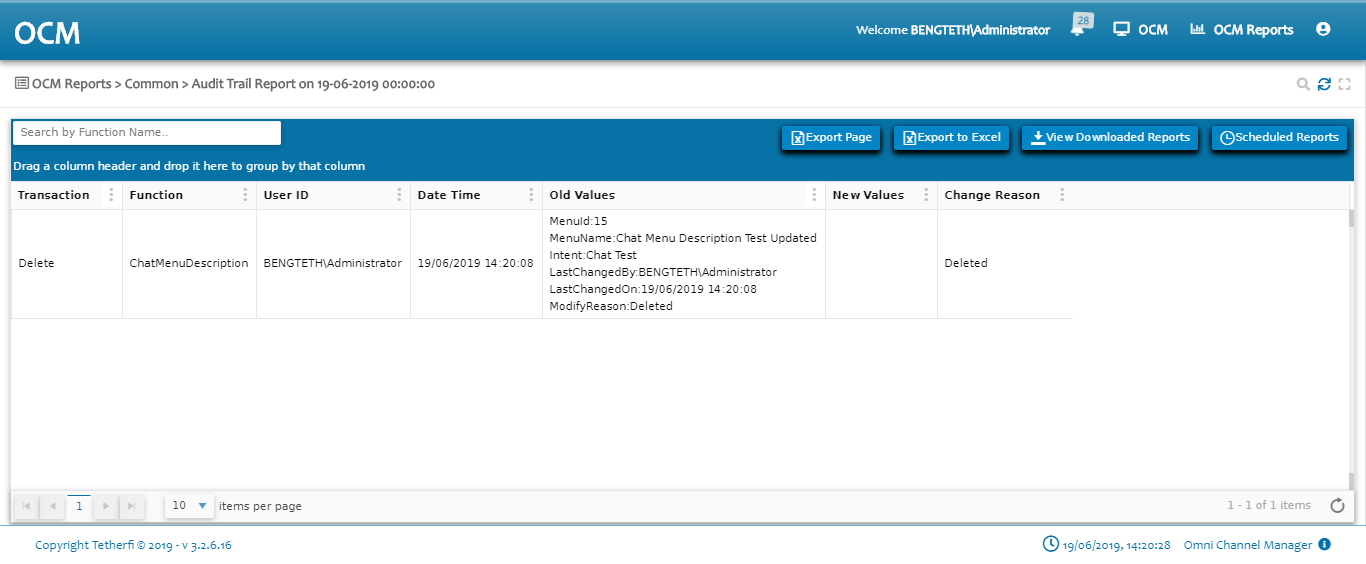 OCM
Welcome BENGTETH\Administrator
28
OCM
OCM Reports
OCM Reports > Common > Audit Trail Report on 19-06-2019 00:00:00
Search by Function Name..
Export Page
Export to Excel
View Downloaded Reports
Scheduled Reports
Drag a column header and drop it here to group by that column
Transaction
Function
User ID
Date Time
Old Values
New Values
Change Reason
Delete
ChatMenuDescription
BENGTETH\Administrator
19/06/2019 14:20:08
MenuId:15
MenuName:Chat Menu Description Test Updated
Intent:Chat Test
LastChangedBy:BENGTETH\Administrator
LastChangedOn:19/06/2019 14:20:08
ModifyReason:Deleted
Deleted
1
10
items per page
1 - 1 of 1 items
Copyright Tetherfi © 2019 - v 3.2.6.16
19/06/2019, 14:20:28
Omni Channel Manager